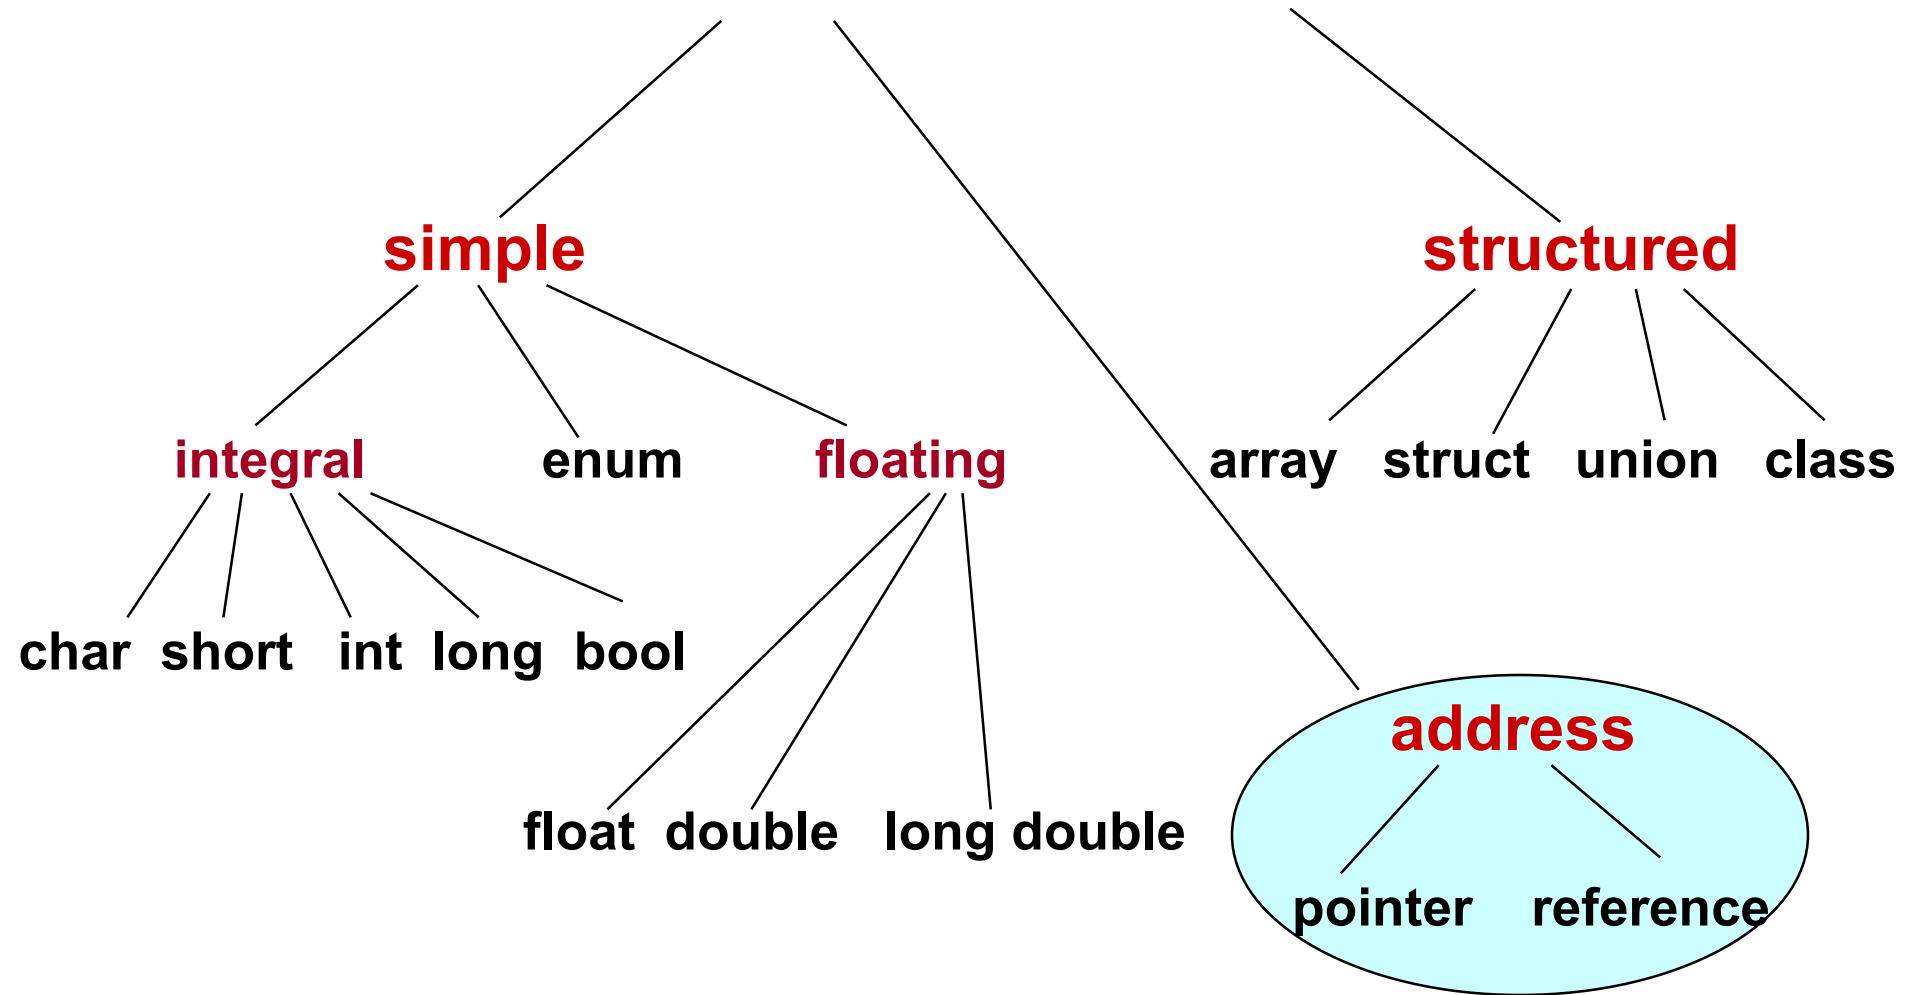 simple structured
integral enum floating array struct union class
char short int long bool
address
float double long double
pointer reference